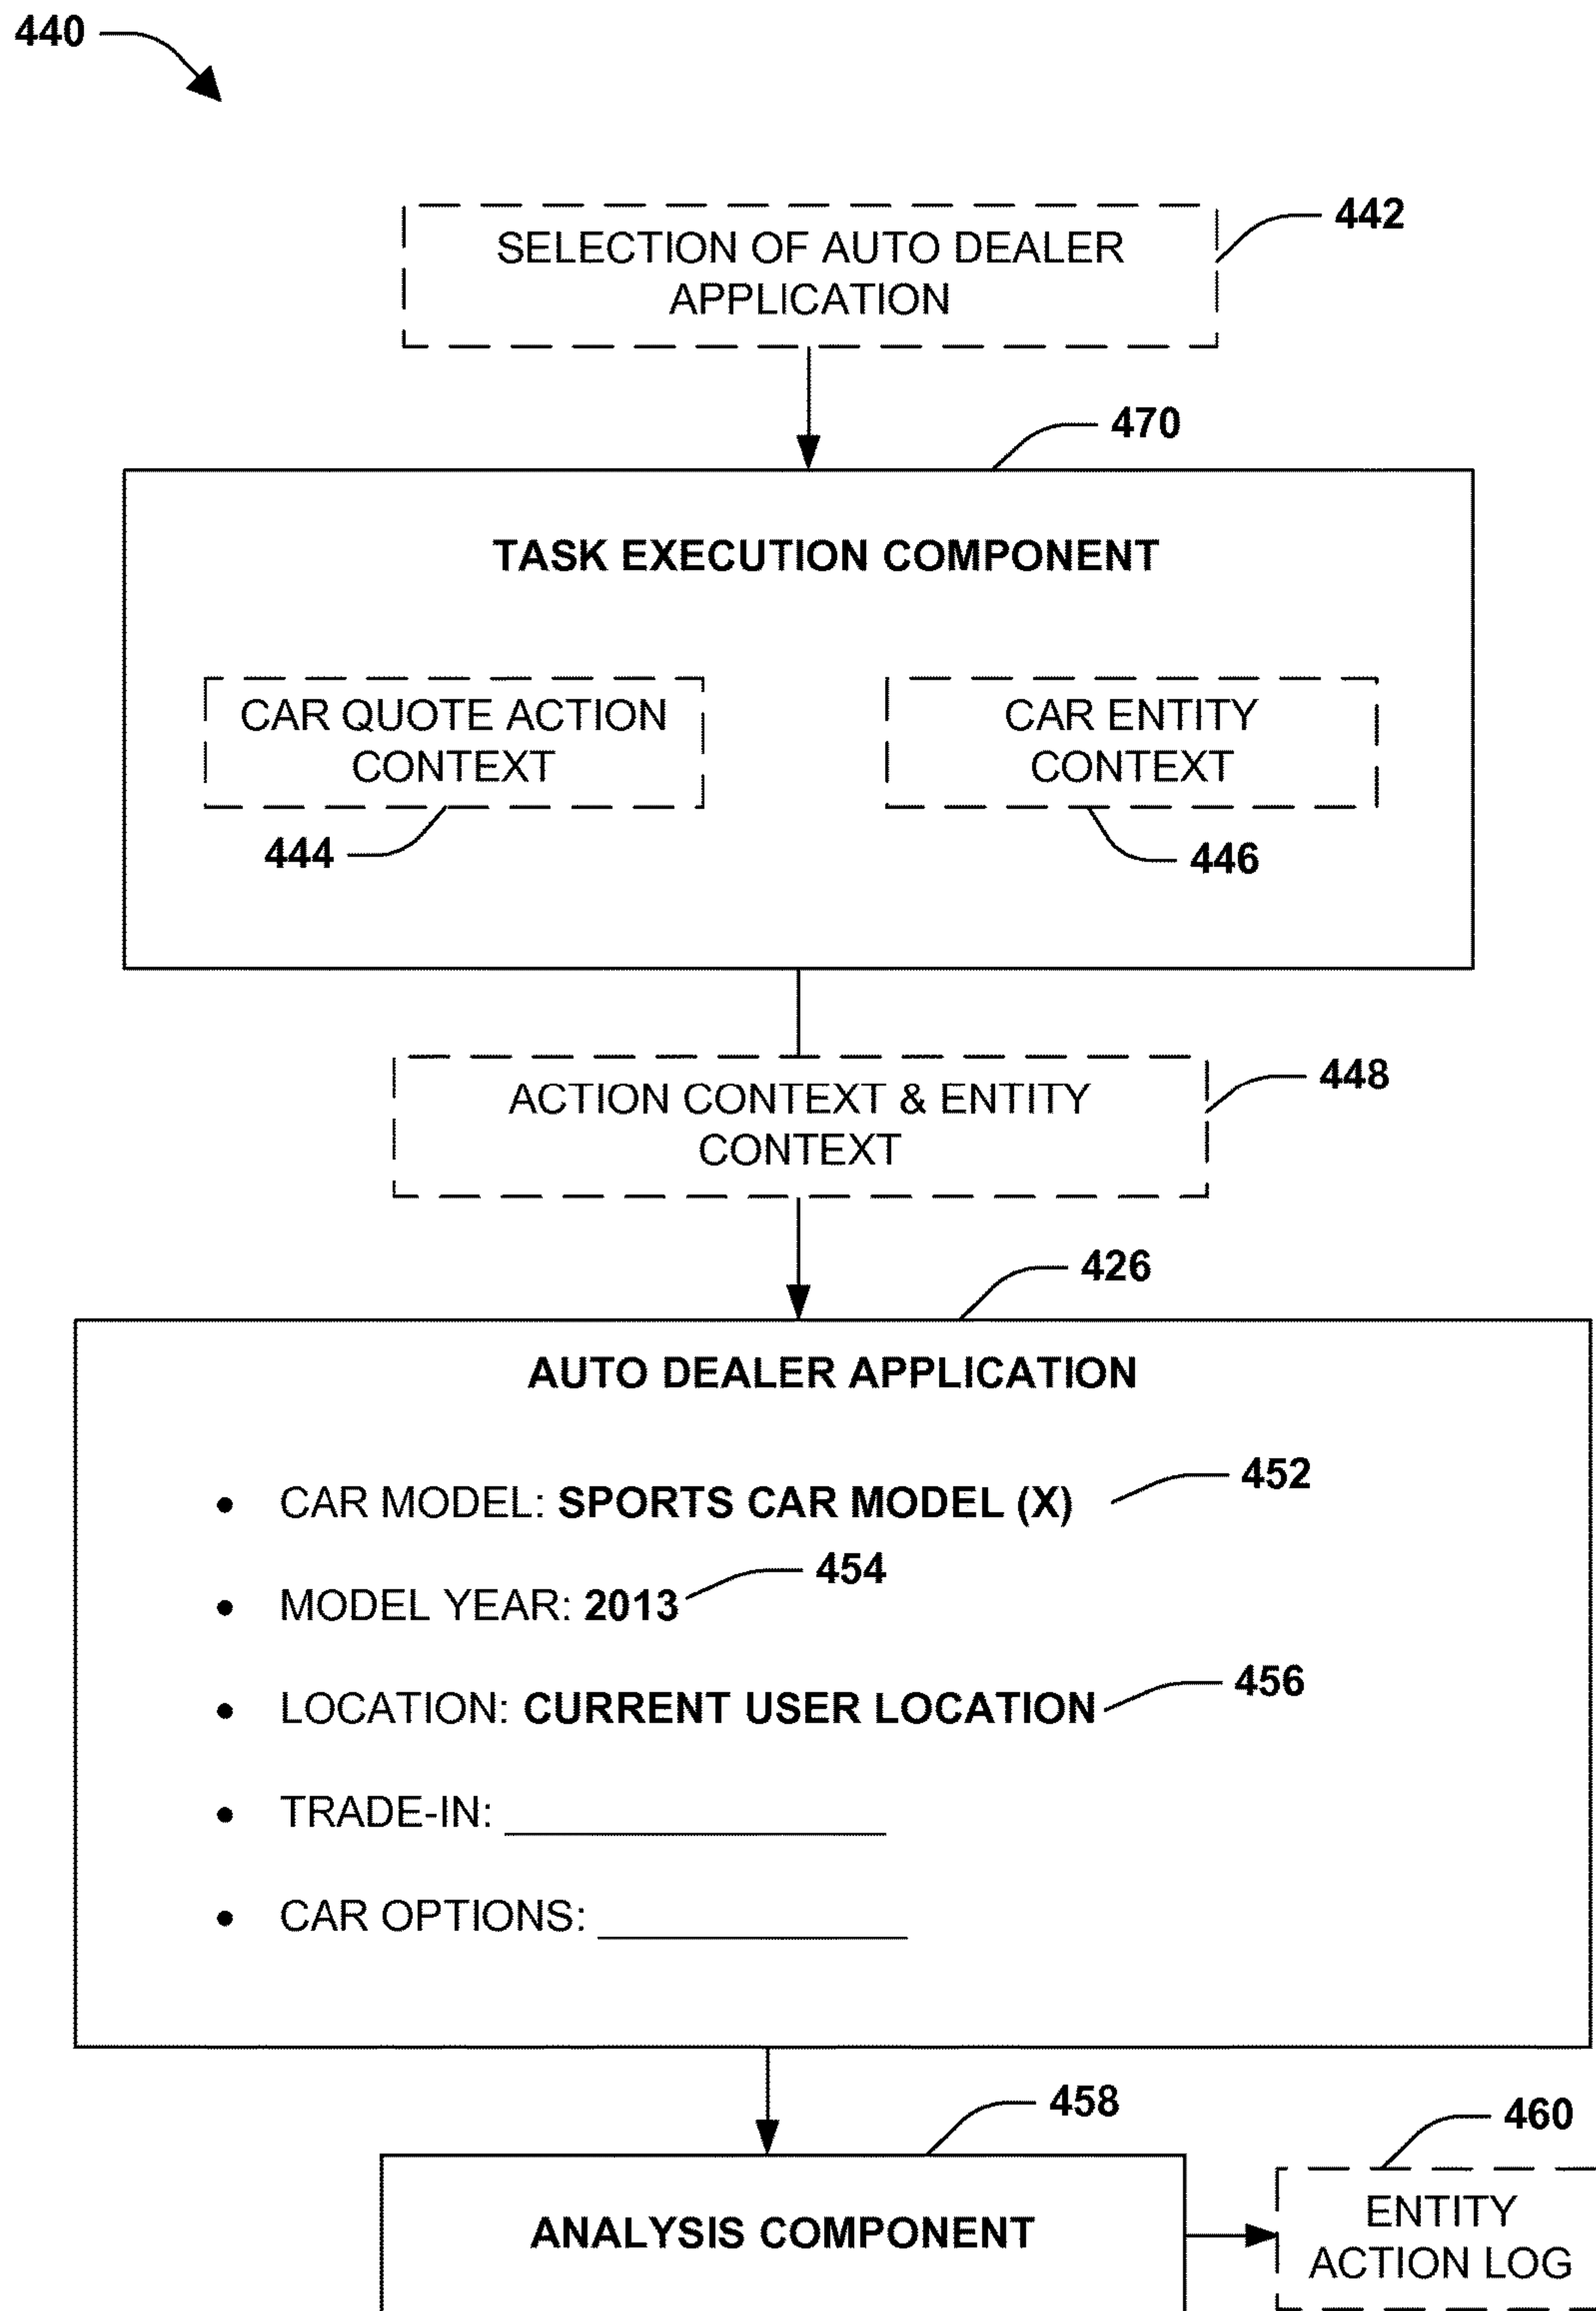 440
SELECTION OF AUTO DEALER
APPLICATION
442
470
TASK EXECUTION COMPONENT
CAR QUOTE ACTION
CONTEXT
444
CAR ENTITY
CONTEXT
446
ACTION CONTEXT & ENTITY
CONTEXT
448
426
AUTO DEALER APPLICATION
• CAR MODEL: SPORTS CAR MODEL (X) 452
• MODEL YEAR: 2013 454
• LOCATION: CURRENT USER LOCATION 456
• TRADE-IN: ________________
• CAR OPTIONS: _____________
458
ANALYSIS COMPONENT
460
ENTITY
ACTION LOG